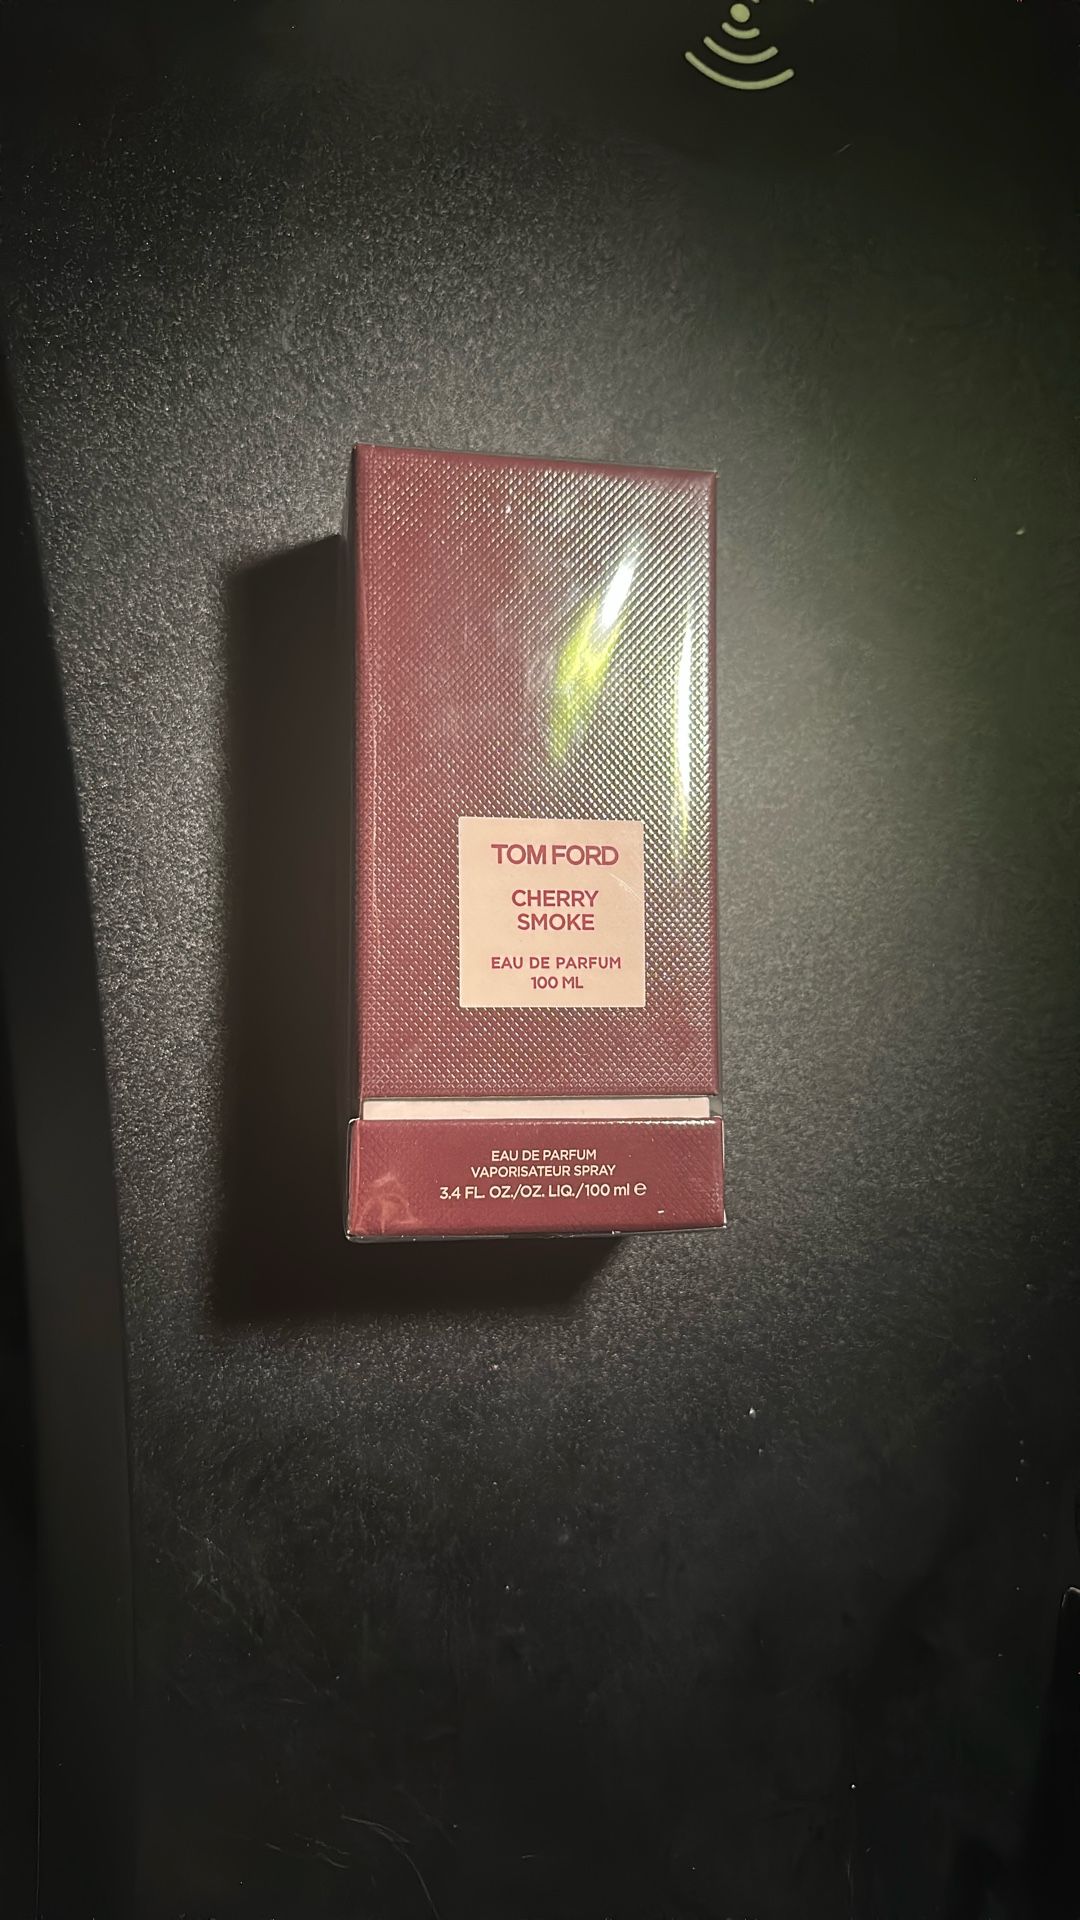 TOM FORD
CHERRY
SMOKE
EAU DE PARFUM
100 ML
EAU DE PARFUM
VAPORISATEUR SPRAY
3.4 FL. OZ./OZ. LIQ./100 ml ℮